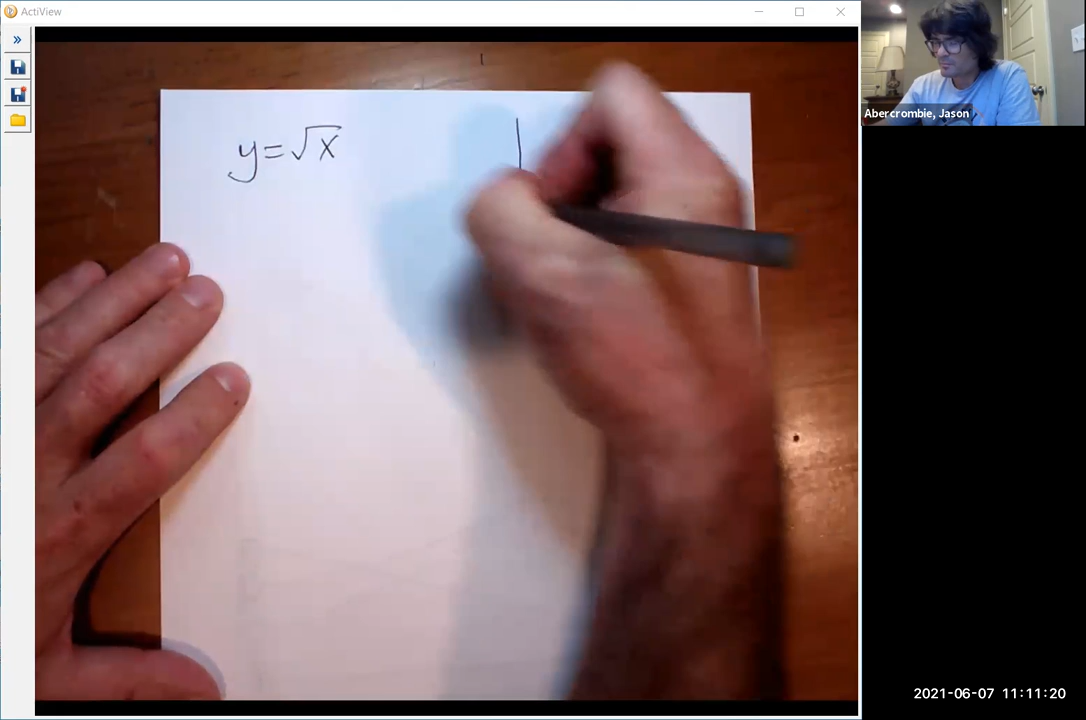 ActiView
»
y=√x
Abercrombie, Jason
2021-06-07 11:11:20